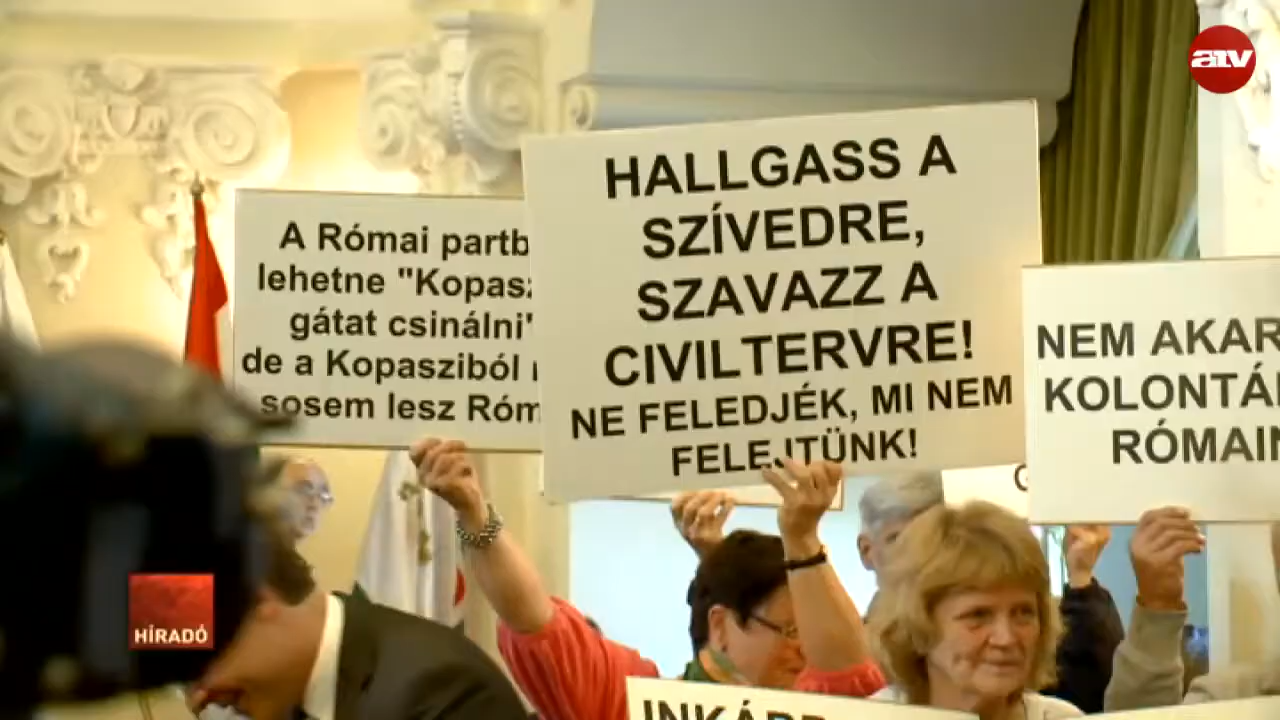 atv
A Római partb
lehetne "Kopasz
gátat csinálni"
de a Kopasziból
sosem lesz Róm
HALLGASS A
SZÍVEDRE,
SZAVAZZ A
CIVILTERVRE!
NE FELEDJÉK, MI NEM
FELEJTÜNK!
NEM AKAR
KOLONTÁ
RÓMAIN
HÍRADÓ